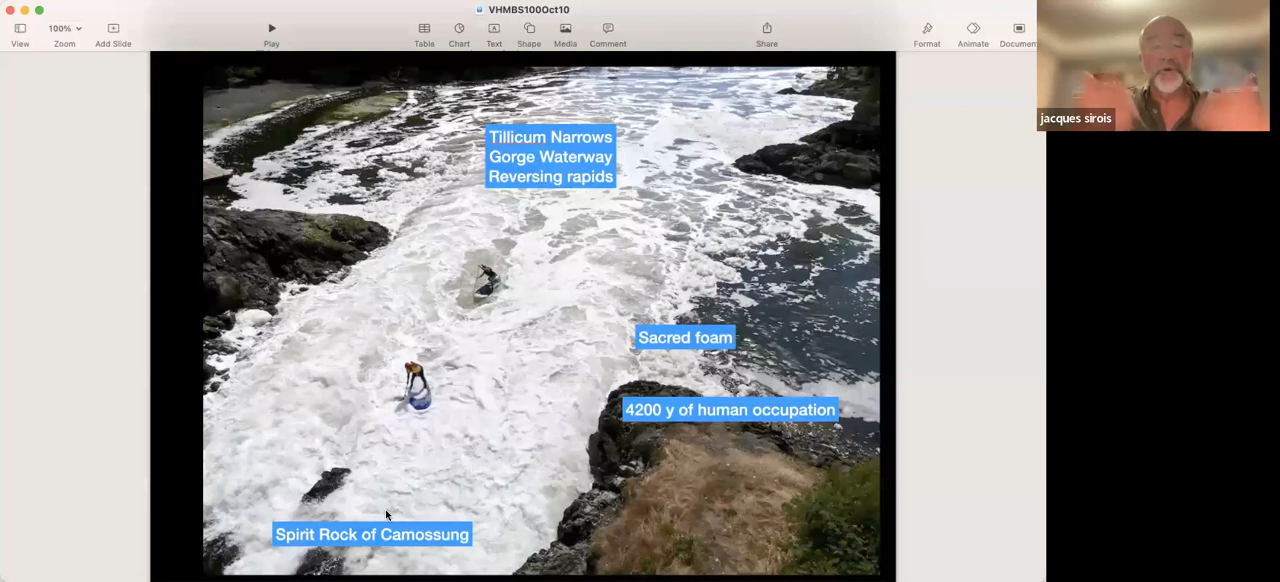 VHMBS100Oct10
100%
View
Zoom
Add Slide
Play
Table
Chart
Text
Shape
Media
Comment
Share
Format
Animate
Documen
jacques sirois
Tillicum Narrows
Gorge Waterway
Reversing rapids
Sacred foam
4200 y of human occupation
Spirit Rock of Camossung